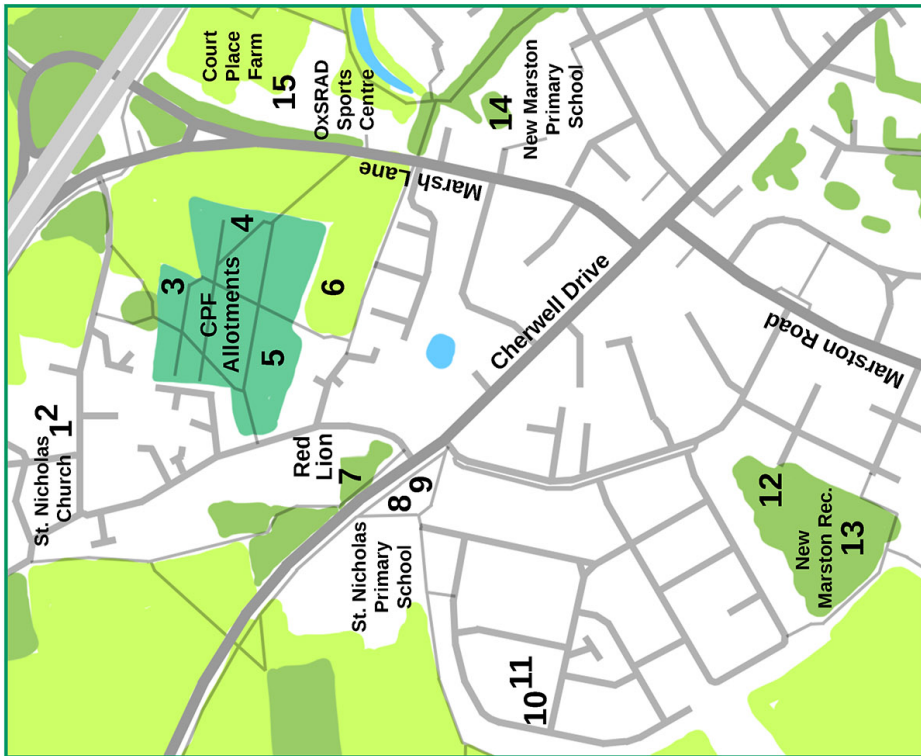 Court
Place
Farm
15
OxSRAD
Sports
Centre
14
New Marston
Primary
School
Marsh Lane
4
3
CPF
Allotments
6
5
Cherwell Drive
Marston Road
2
1
St. Nicholas
Church
Red
Lion
7
8
9
St. Nicholas
Primary
School
12
New
Marston Rec.
13
11
10